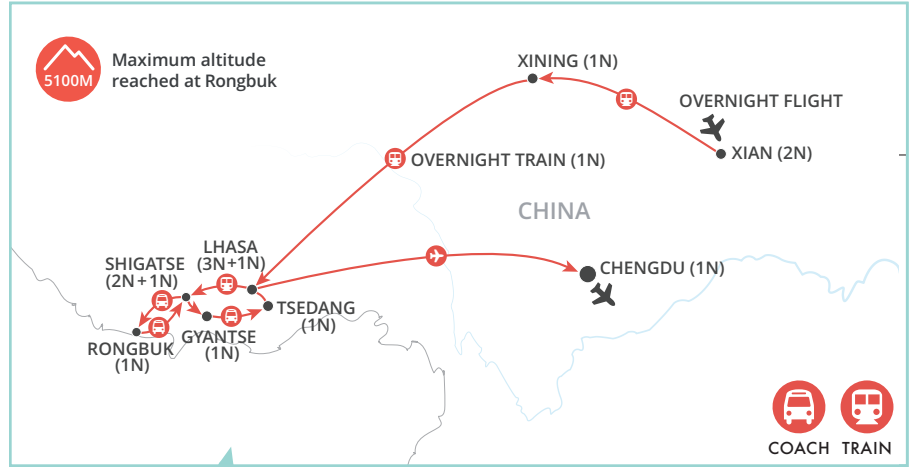 5100M
Maximum altitude
reached at Rongbuk
XINING (1N)
OVERNIGHT FLIGHT
XIAN (2N)
OVERNIGHT TRAIN (1N)
CHINA
LHASA
(3N+1N)
SHIGATSE
(2N+1N)
CHENGDU (1N)
TSEDANG
(1N)
GYANTSE
(1N)
RONGBUK
(1N)
COACH
TRAIN